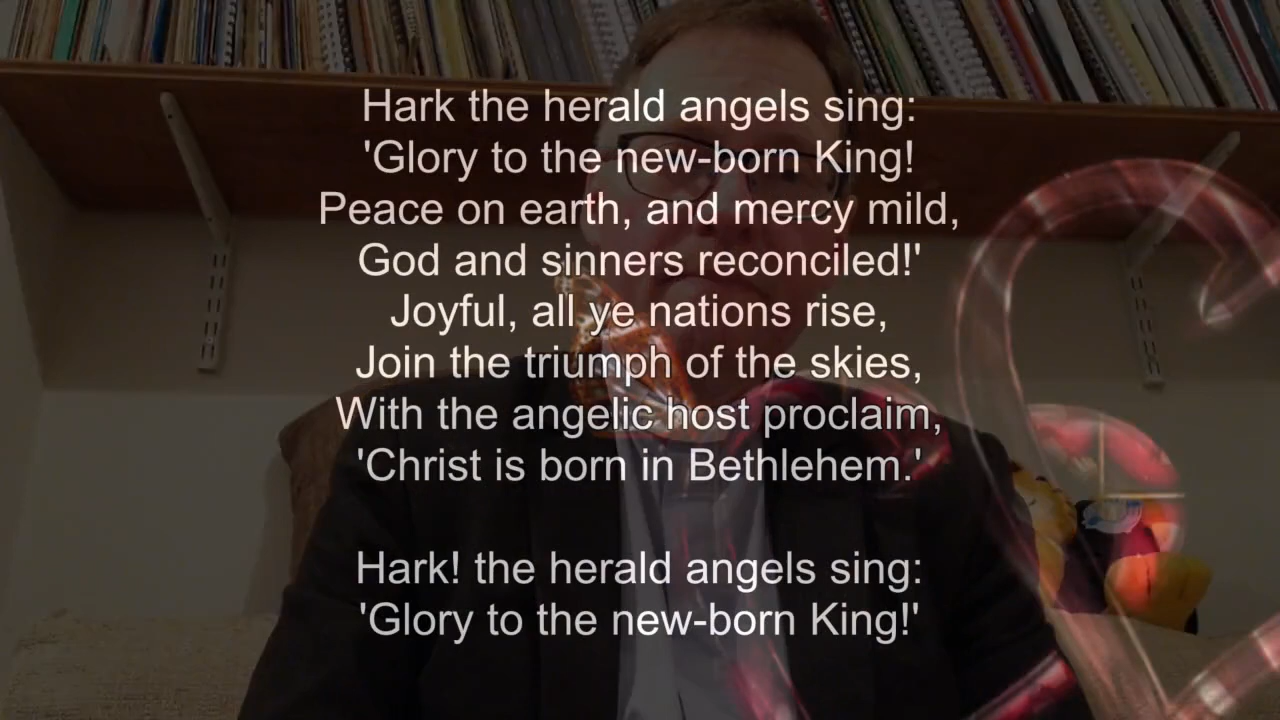 Hark the herald angels sing:
'Glory to the new-born King!
Peace on earth, and mercy mild,
God and sinners reconciled!'
Joyful, all ye nations rise,
Join the triumph of the skies,
With the angelic host proclaim,
'Christ is born in Bethlehem.'
Hark! the herald angels sing:
'Glory to the new-born King!'